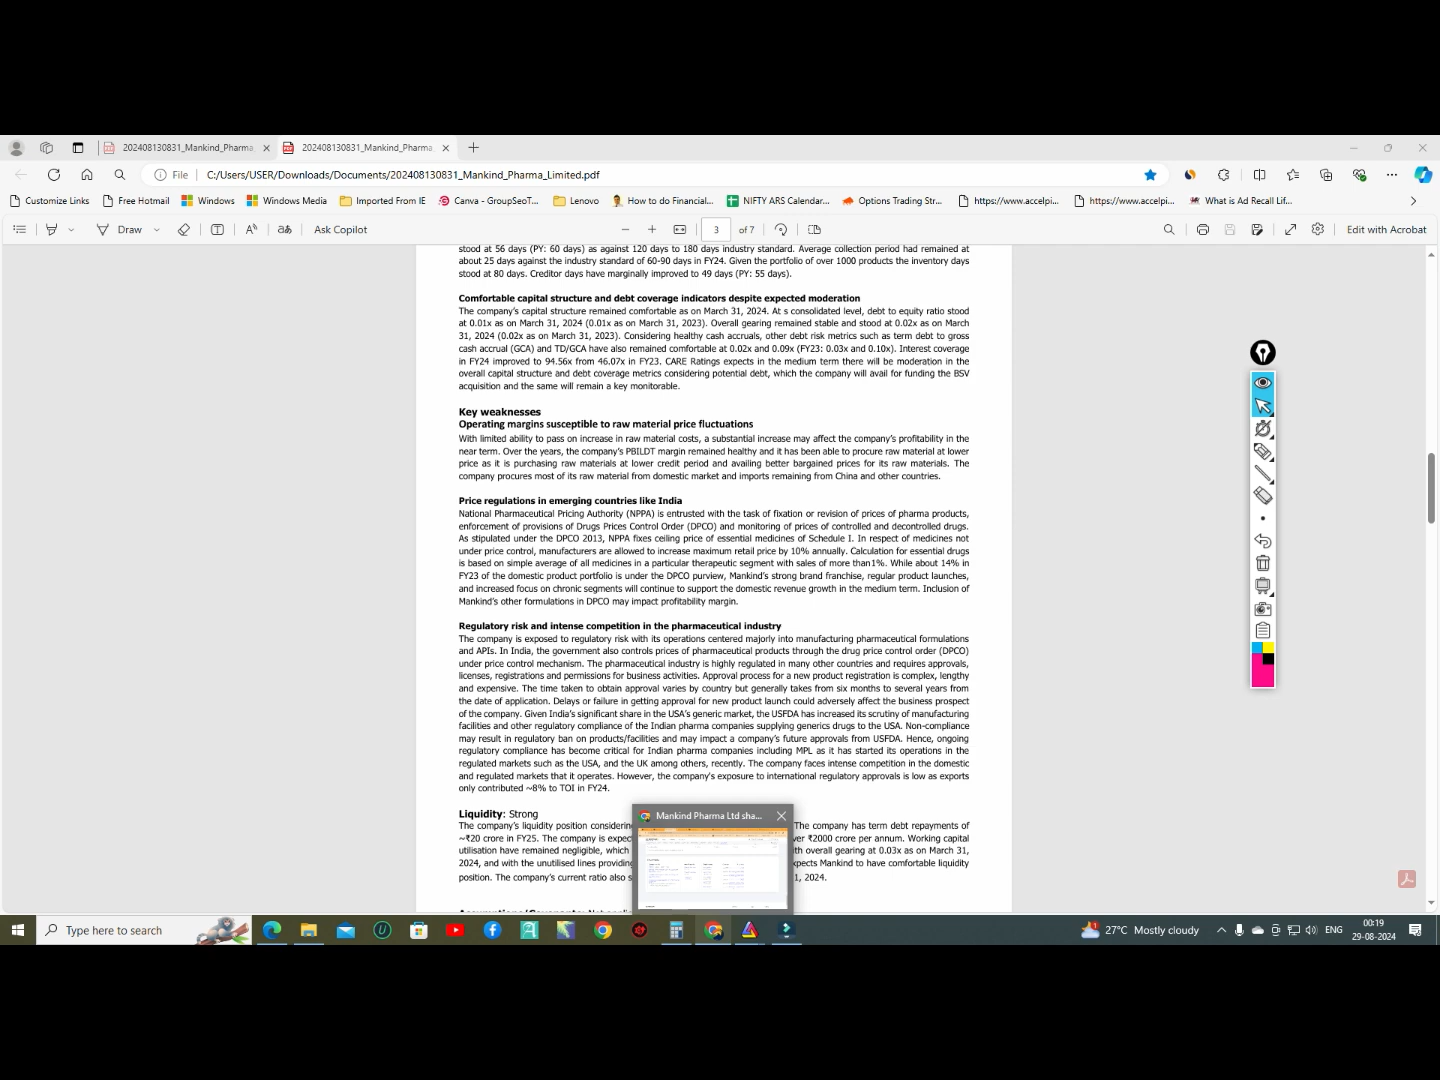 202408130831_Mankind_Pharma
202408130831_Mankind_Pharma
File
C:/Users/USER/Downloads/Documents/202408130831_Mankind_Pharma_Limited.pdf
Customize Links
Free Hotmail
Windows
Windows Media
Imported From IE
Canva - GroupSeoT...
Lenovo
How to do Financial...
NIFTY ARS Calendar...
Options Trading Str...
https://www.accelpi...
https://www.accelpi...
What is Ad Recall Lif...
Draw
Ask Copilot
3 of 7
Edit with Acrobat
stood at 56 days (PY: 60 days) as against 120 days to 180 days industry standard. Average collection period had remained at
about 25 days against the industry standard of 60-90 days in FY24. Given the portfolio of over 1000 products the inventory days
stood at 80 days. Creditor days have marginally improved to 49 days (PY: 55 days).
Comfortable capital structure and debt coverage indicators despite expected moderation
The company's capital structure remained comfortable as on March 31, 2024. At s consolidated level, debt to equity ratio stood
at 0.01x as on March 31, 2024 (0.01x as on March 31, 2023). Overall gearing remained stable and stood at 0.02x as on March
31, 2024 (0.02x as on March 31, 2023). Considering healthy cash accruals, other debt risk metrics such as term debt to gross
cash accrual (GCA) and TD/GCA have also remained comfortable at 0.02x and 0.09x (FY23: 0.03x and 0.10x). Interest coverage
in FY24 improved to 94.56x from 46.07x in FY23. CARE Ratings expects in the medium term there will be moderation in the
overall capital structure and debt coverage metrics considering potential debt, which the company will avail for funding the BSV
acquisition and the same will remain a key monitorable.
Key weaknesses
Operating margins susceptible to raw material price fluctuations
With limited ability to pass on increase in raw material costs, a substantial increase may affect the company's profitability in the
near term. Over the years, the company's PBILDT margin remained healthy and it has been able to procure raw material at lower
price as it is purchasing raw materials at lower credit period and availing better bargained prices for its raw materials. The
company procures most of its raw material from domestic market and imports remaining from China and other countries.
Price regulations in emerging countries like India
National Pharmaceutical Pricing Authority (NPPA) is entrusted with the task of fixation or revision of prices of pharma products,
enforcement of provisions of Drugs Prices Control Order (DPCO) and monitoring of prices of controlled and decontrolled drugs.
As stipulated under the DPCO 2013, NPPA fixes ceiling price of essential medicines of Schedule I. In respect of medicines not
under price control, manufacturers are allowed to increase maximum retail price by 10% annually. Calculation for essential drugs
is based on simple average of all medicines in a particular therapeutic segment with sales of more than1%. While about 14% in
FY23 of the domestic product portfolio is under the DPCO purview, Mankind's strong brand franchise, regular product launches,
and increased focus on chronic segments will continue to support the domestic revenue growth in the medium term. Inclusion of
Mankind's other formulations in DPCO may impact profitability margin.
Regulatory risk and intense competition in the pharmaceutical industry
The company is exposed to regulatory risk with its operations centered majorly into manufacturing pharmaceutical formulations
and APIs. In India, the government also controls prices of pharmaceutical products through the drug price control order (DPCO)
under price control mechanism. The pharmaceutical industry is highly regulated in many other countries and requires approvals,
licenses, registrations and permissions for business activities. Approval process for a new product registration is complex, lengthy
and expensive. The time taken to obtain approval varies by country but generally takes from six months to several years from
the date of application. Delays or failure in getting approval for new product launch could adversely affect the business prospect
of the company. Given India's significant share in the USA's generic market, the USFDA has increased its scrutiny of manufacturing
facilities and other regulatory compliance of the Indian pharma companies supplying generics drugs to the USA. Non-compliance
may result in regulatory ban on products/facilities and may impact a company's future approvals from USFDA. Hence, ongoing
regulatory compliance has become critical for Indian pharma companies including MPL as it has started its operations in the
regulated markets such as the USA, and the UK among others, recently. The company faces intense competition in the domestic
and regulated markets that it operates. However, the company's exposure to international regulatory approvals is low as exports
only contributed ~8% to TOI in FY24.
Liquidity: Strong
Mankind Pharma Ltd sha...
The company's liquidity position considerin The company has term debt repayments of
~₹20 crore in FY25. The company is expec ver ₹2000 crore per annum. Working capital
utilisation have remained negligible, which th overall gearing at 0.03x as on March 31,
2024, and with the unutilised lines providing xpects Mankind to have comfortable liquidity
position. The company's current ratio also s 1, 2024.
Type here to search
27°C Mostly cloudy
ENG
00:19
29-08-2024